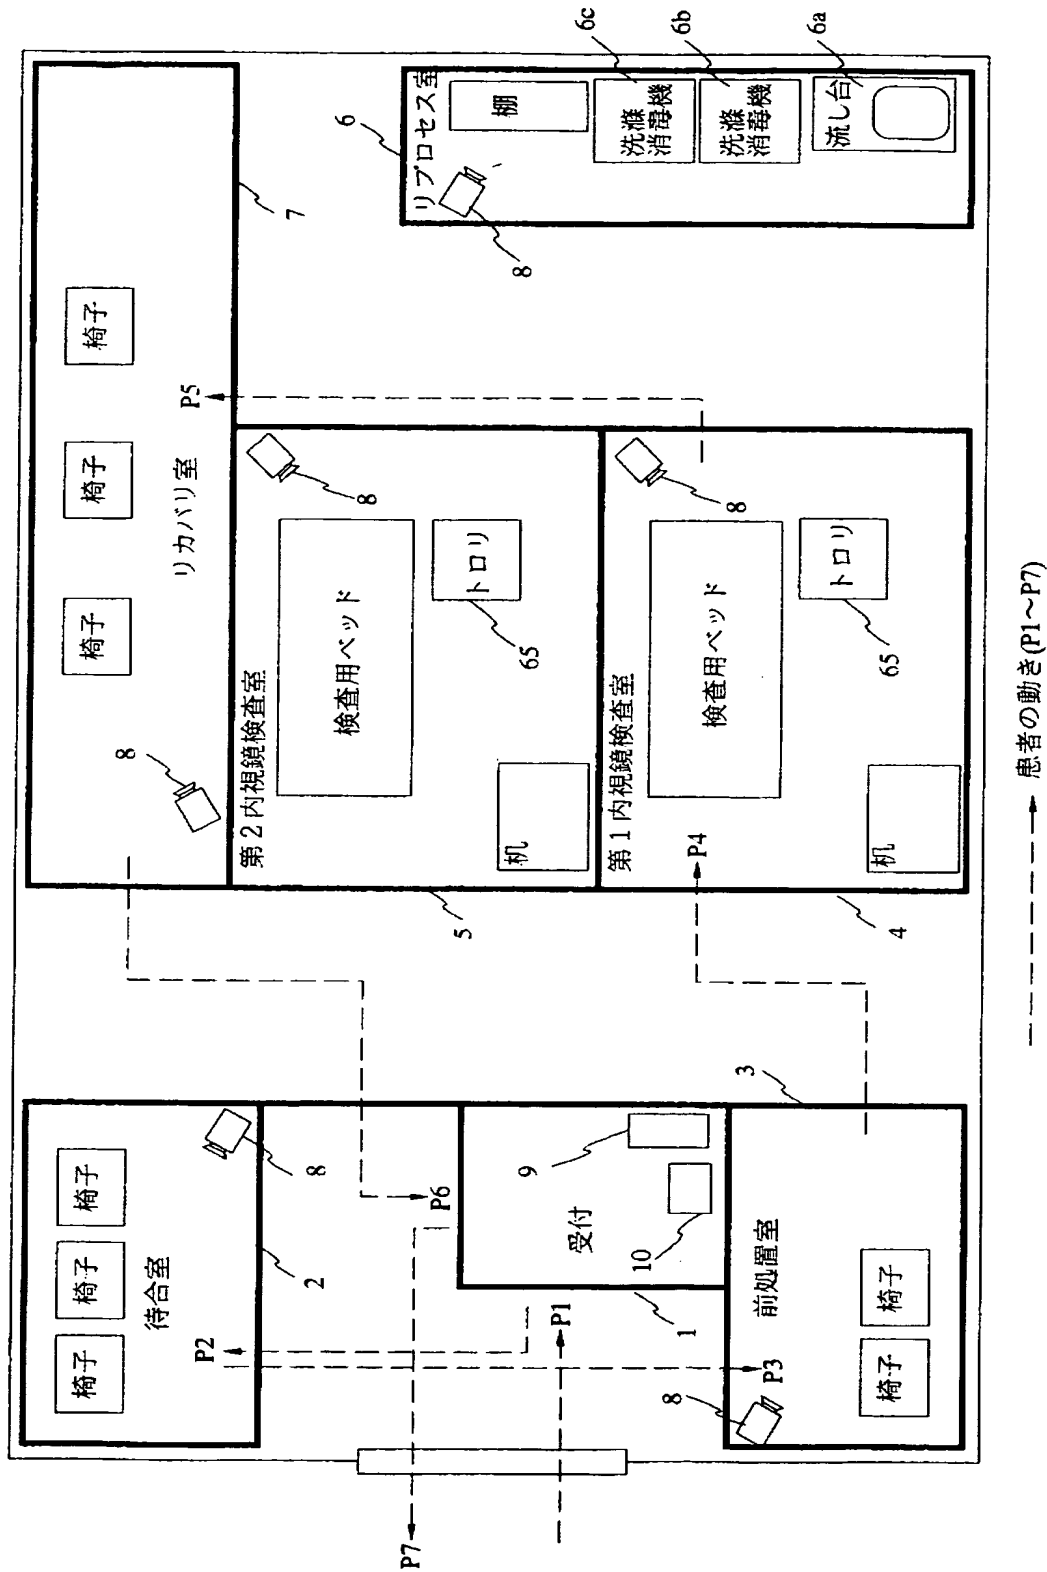 椅子
椅子
椅子
待合室
P2
8
2
P7
P1
P6
受付
9
10
1
前処置室
P3
8
椅子
椅子
3
8
椅子
椅子
椅子
リカバリ室
P5
7
第2内視鏡検査室
検査用ベッド
トロリ
65
机
8
5
第1内視鏡検査室
検査用ベッド
トロリ
65
机
8
P4
4
6
リプロセス室
棚
洗滌
消毒機
洗滌
消毒機
流し台
6c
6b
6a
8
患者の動き(P1〜P7)